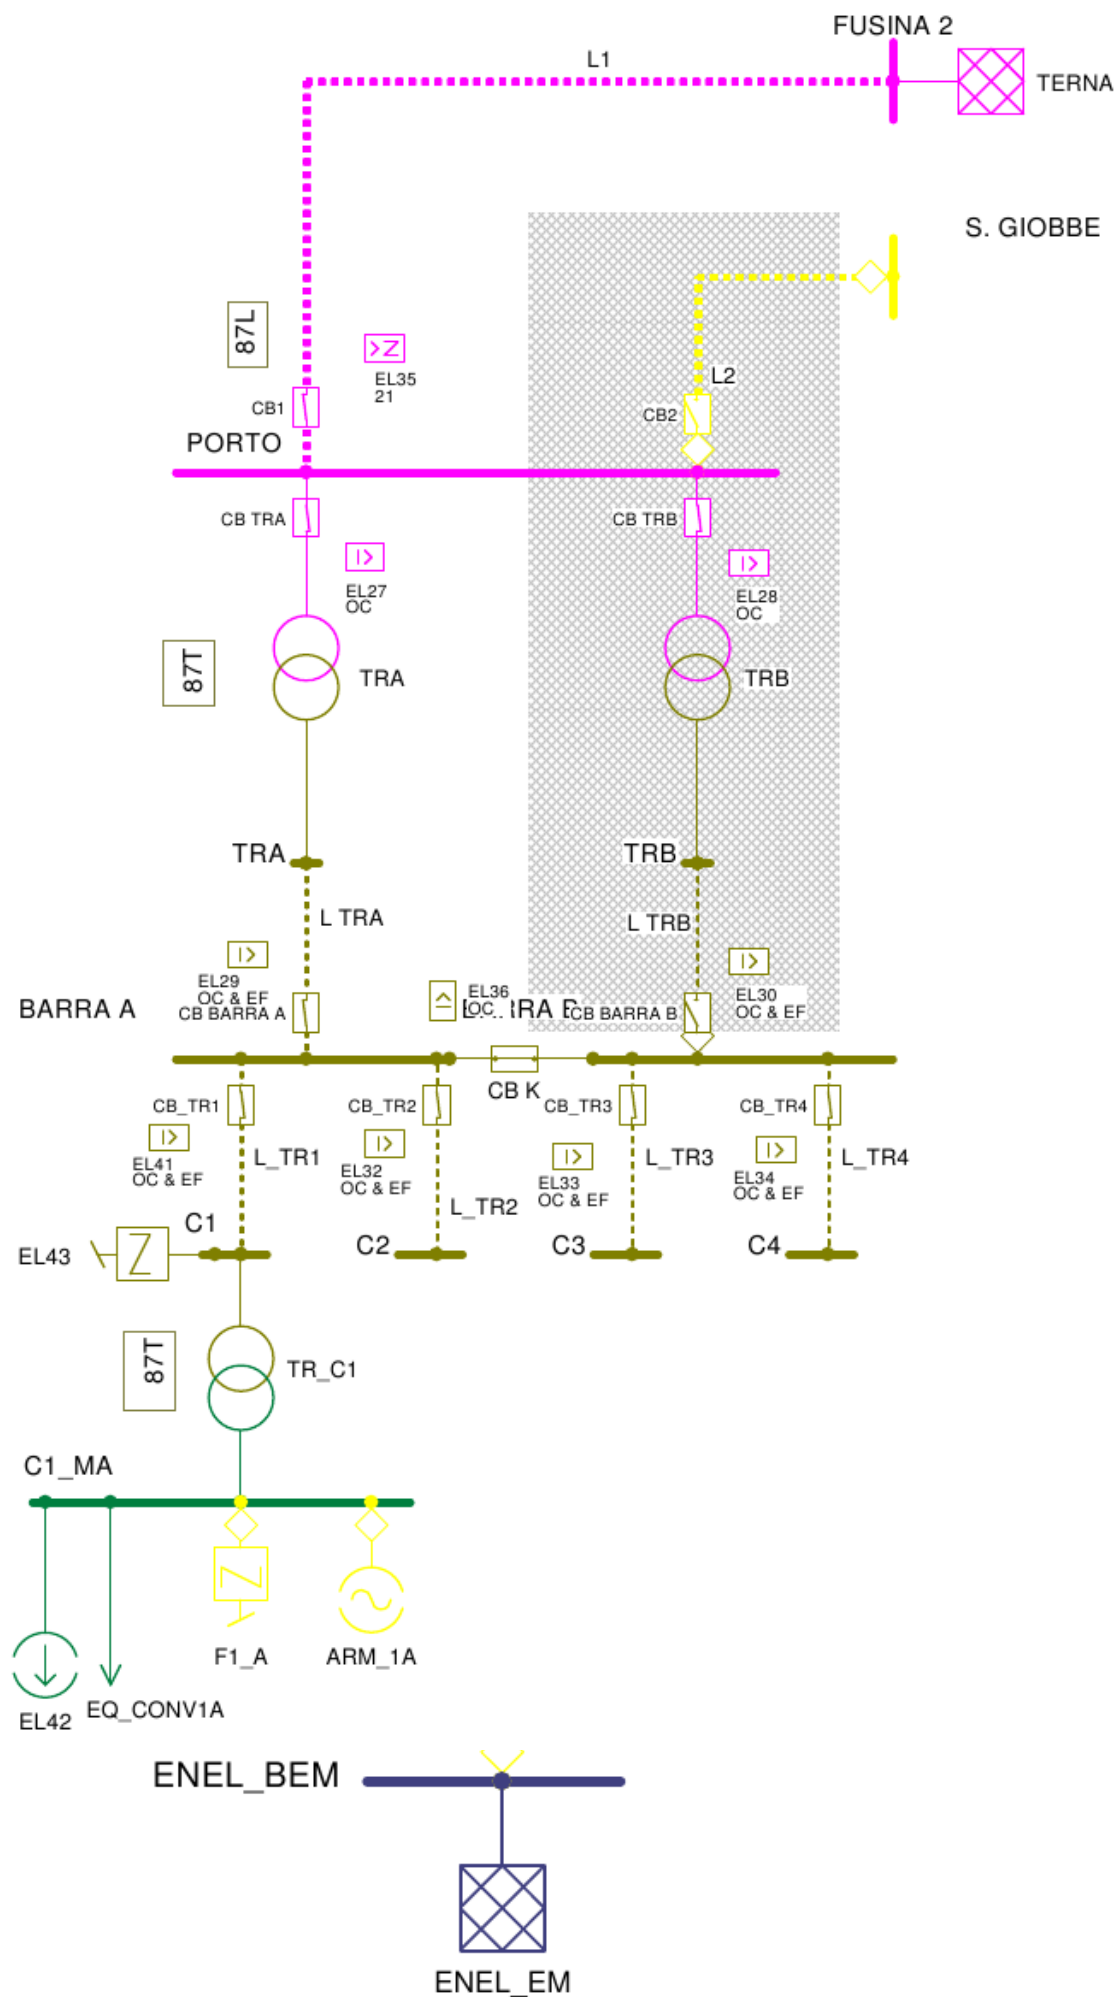 FUSINA 2
L1
TERNA
S. GIOBBE
87L
EL35
21
L2
CB1
CB2
PORTO
CB TRA
CB TRB
EL27
OC
EL28
OC
87T
TRA
TRB
TRA
TRB
L TRA
L TRB
EL29
OC & EF
CB BARRA A
BARRA A
EL36
OC
CB BARRA B
EL30
OC & EF
CB K
CB_TR1
CB_TR2
CB_TR3
CB_TR4
EL41
OC & EF
L_TR1
EL32
OC & EF
L_TR2
EL33
OC & EF
L_TR3
EL34
OC & EF
L_TR4
C1
C2
C3
C4
EL43
87T
TR_C1
C1_MA
F1_A
ARM_1A
EL42
EQ_CONV1A
ENEL_BEM
ENEL_EM